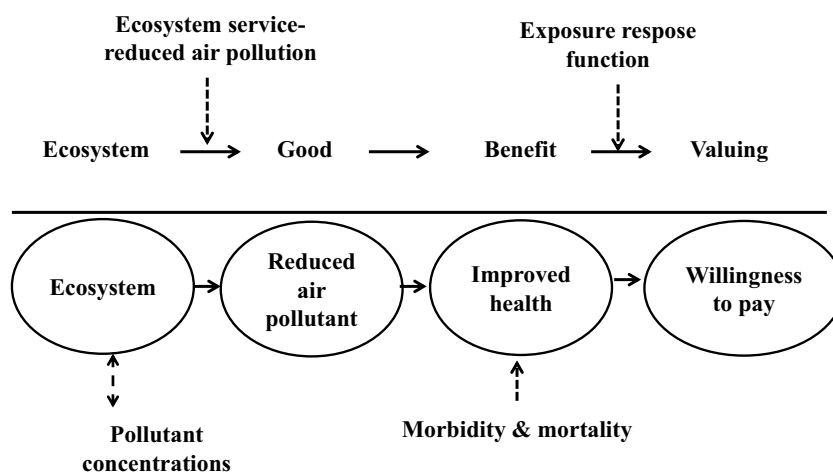 Ecosystem service-
reduced air pollution
Exposure respose
function
Ecosystem
Good
Benefit
Valuing
Ecosystem
Reduced
air
pollutant
Improved
health
Willingness
to pay
Pollutant
concentrations
Morbidity & mortality